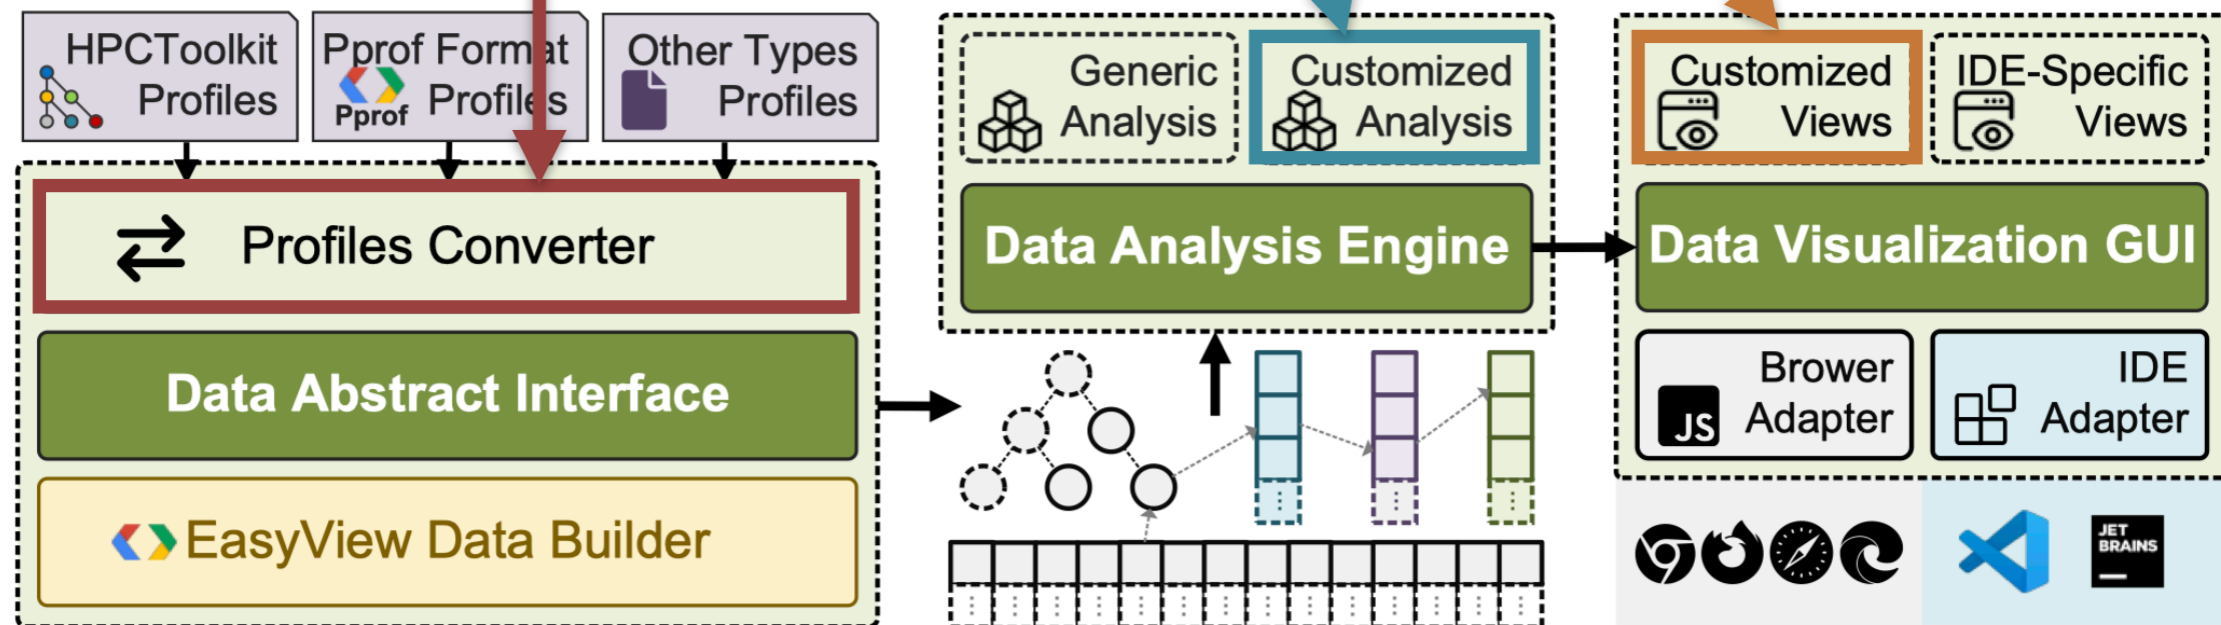 HPCToolkit
Profiles
Pprof Format
Pprof
Profiles
Other Types
Profiles
Profiles Converter
Data Abstract Interface
EasyView Data Builder
Generic
Analysis
Customized
Analysis
Data Analysis Engine
Customized
Views
IDE-Specific
Views
Data Visualization GUI
JS
Brower
Adapter
IDE
Adapter
JET
BRAINS